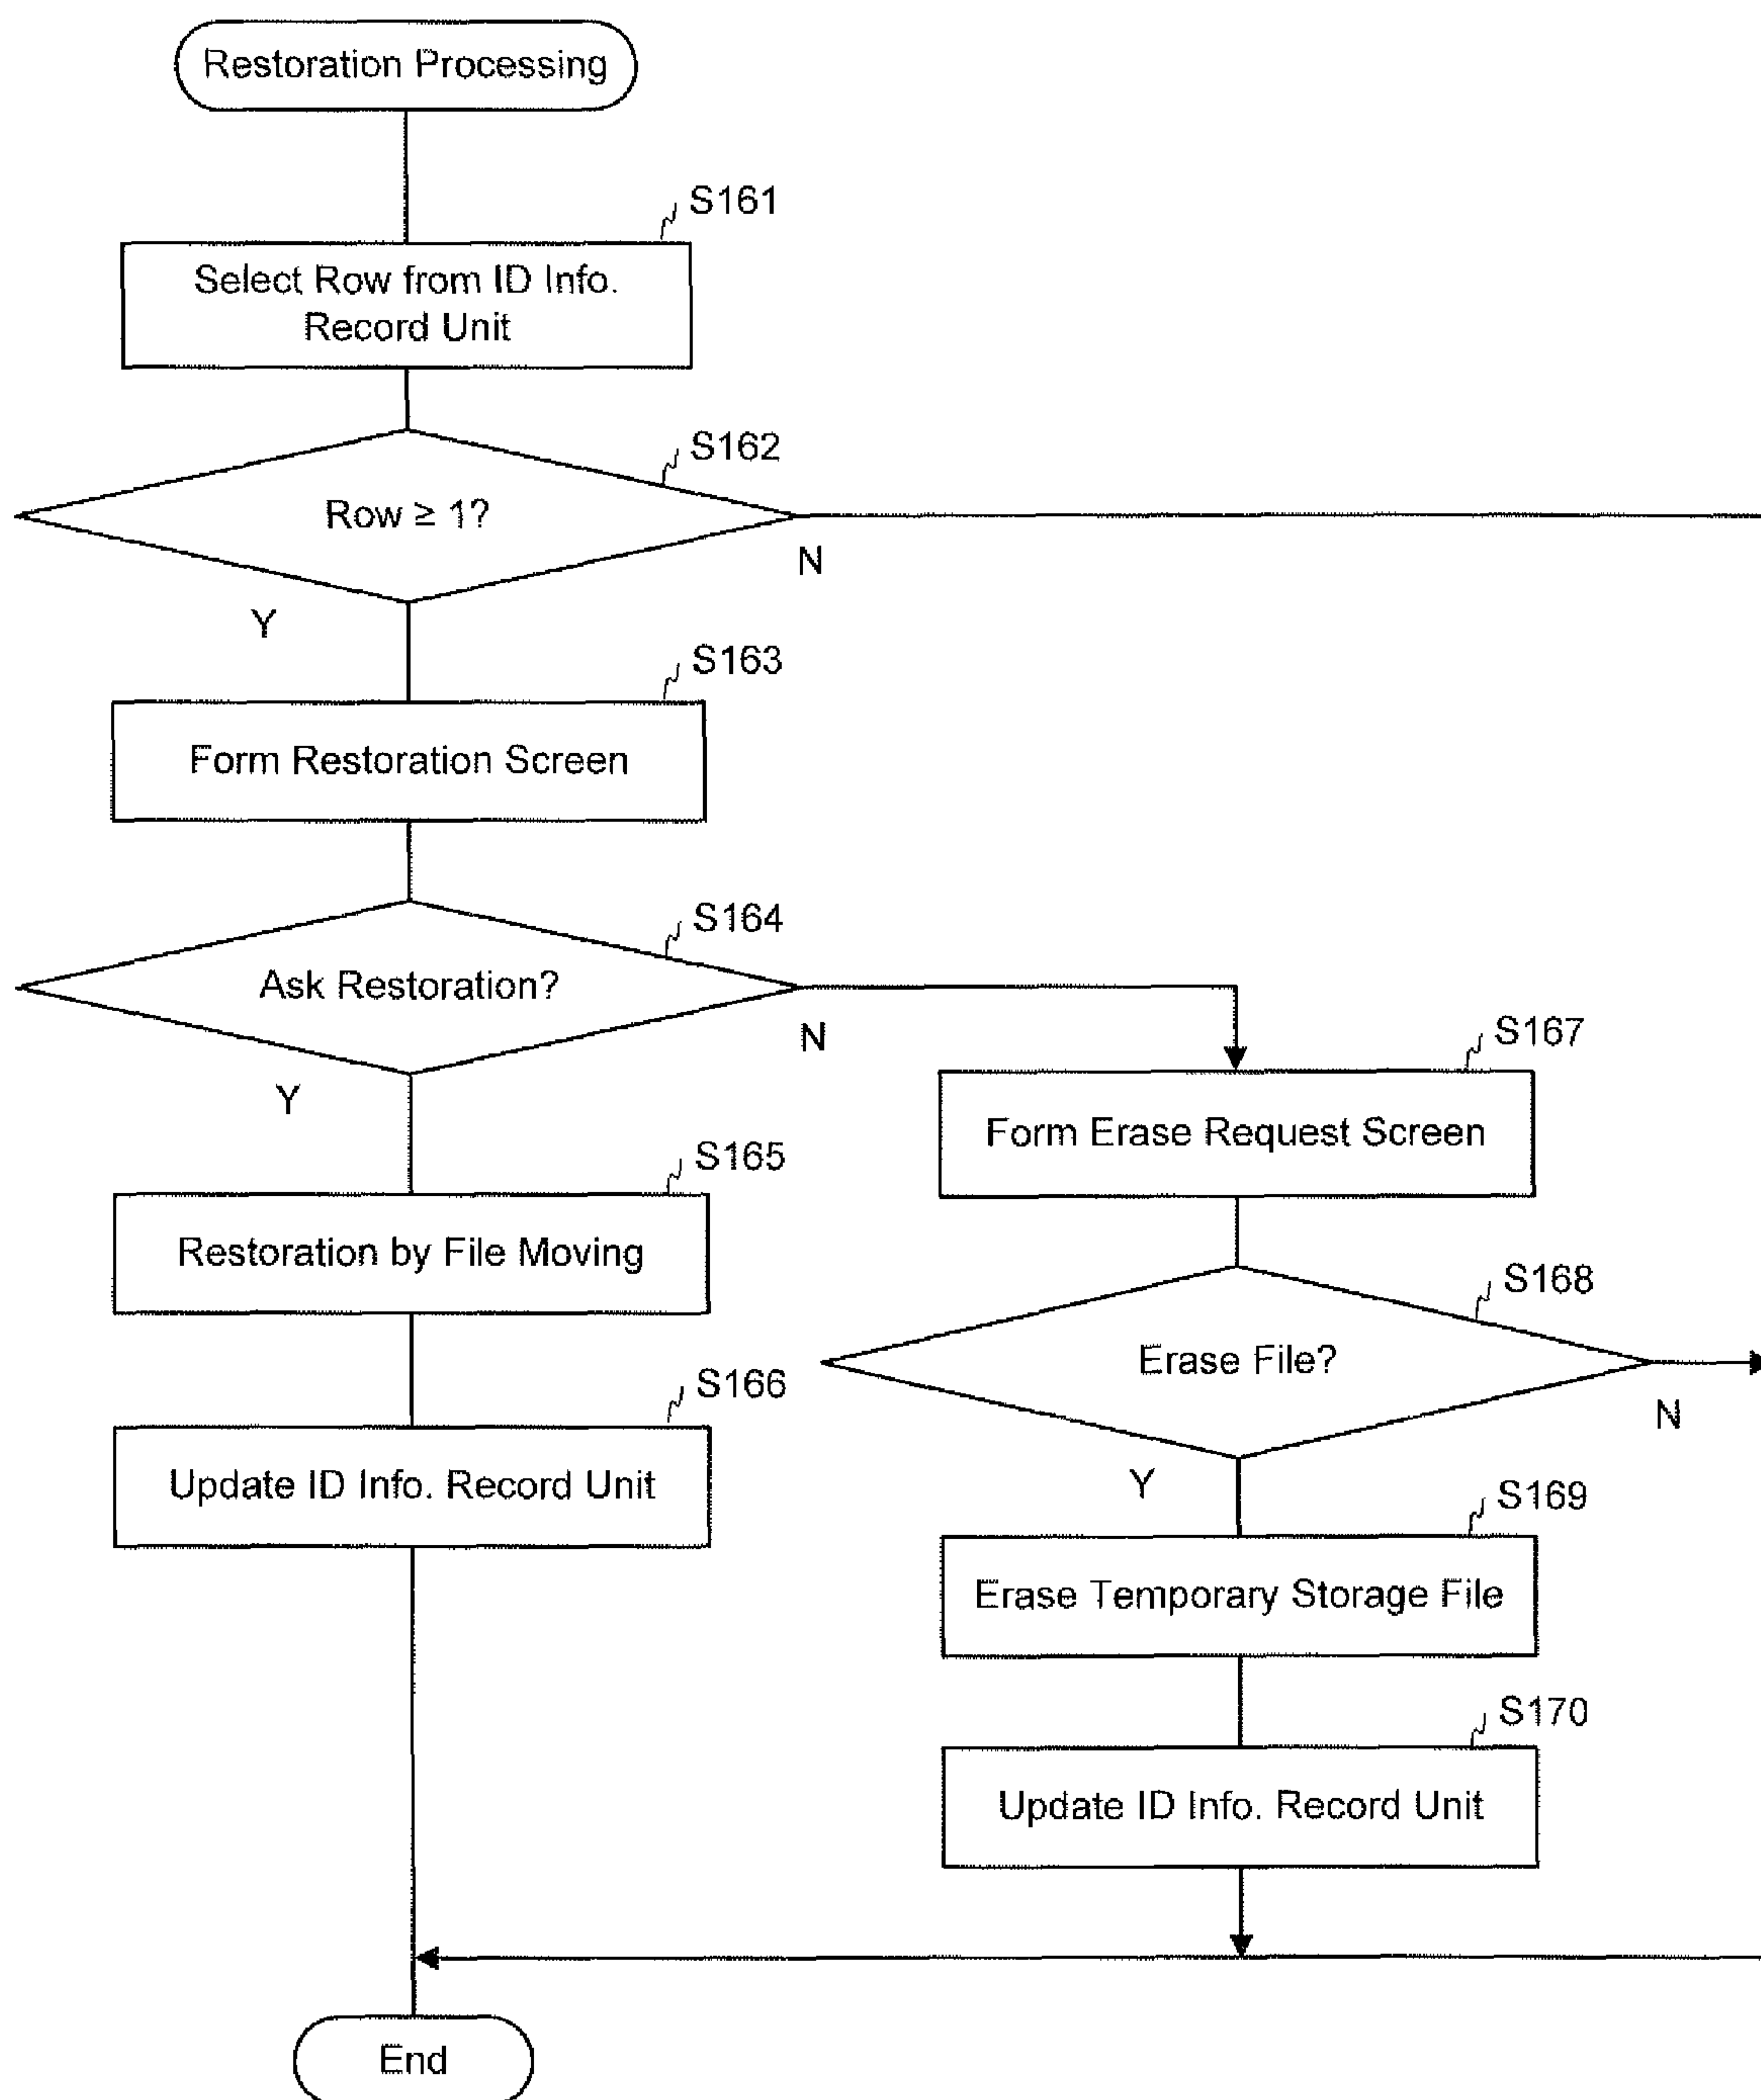 Restoration Processing
S161
Select Row from ID Info.
Record Unit
S162
Row ≥ 1?
N
Y
S163
Form Restoration Screen
S164
Ask Restoration?
N
Y
S167
Form Erase Request Screen
S165
Restoration by File Moving
S168
Erase File?
N
Y
S166
Update ID Info. Record Unit
S169
Erase Temporary Storage File
S170
Update ID Info. Record Unit
End